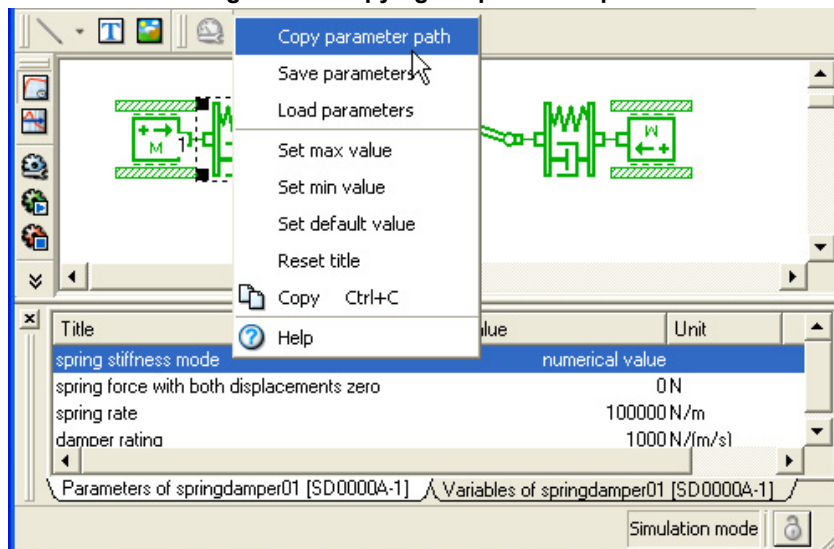 T
Copy parameter path
Save parameters
Load parameters
Set max value
Set min value
Set default value
Reset title
Copy Ctrl+C
Help
M
1
M
Title
Unit
spring stiffness mode numerical value
spring force with both displacements zero 0 N
spring rate 100000 N/m
damper rating 1000 N/(m/s)
Parameters of springdamper01 [SD0000A-1] Variables of springdamper01 [SD0000A-1]
Simulation mode